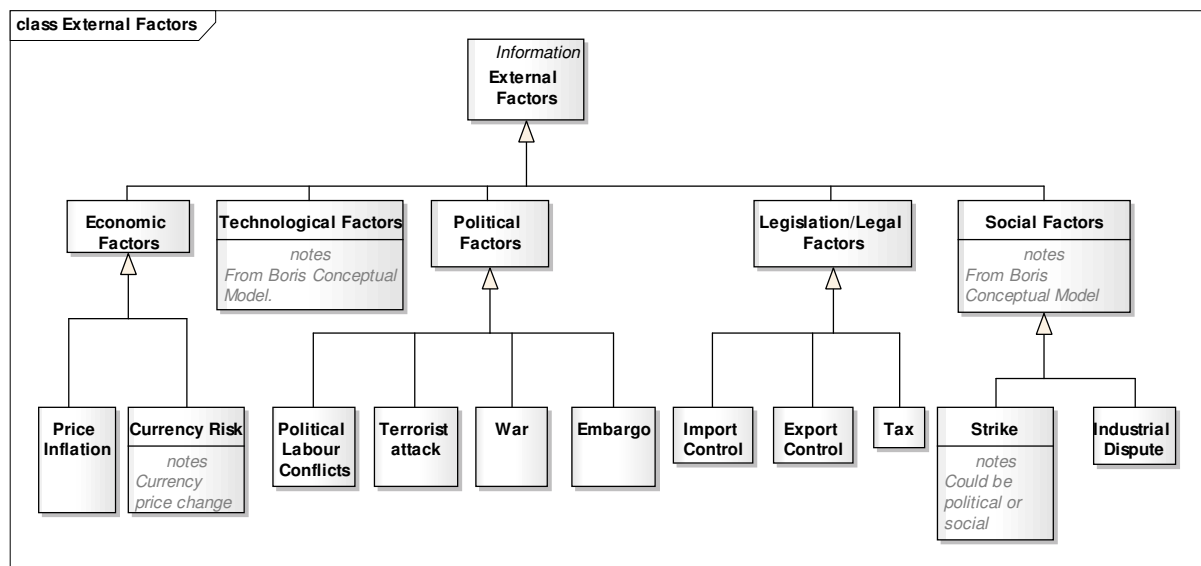 class External Factors
Information
External
Factors
Economic
Factors
Technological Factors
notes
From Boris Conceptual
Model.
Political
Factors
Legislation/Legal
Factors
Social Factors
notes
From Boris
Conceptual Model
Price
Inflation
Currency Risk
notes
Currency
price change
Political
Labour
Conflicts
Terrorist
attack
War
Embargo
Import
Control
Export
Control
Tax
Strike
notes
Could be
political or
social
Industrial
Dispute